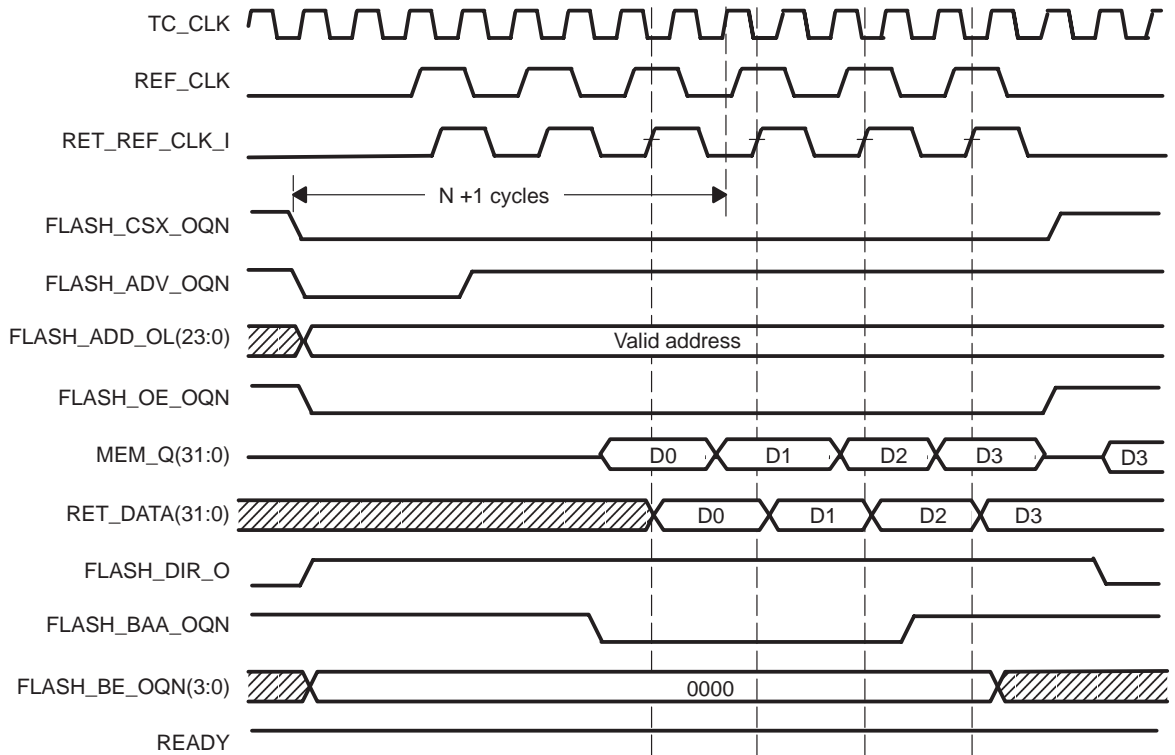 TC_CLK
REF_CLK
RET_REF_CLK_I
N +1 cycles
FLASH_CSX_OQN
FLASH_ADV_OQN
FLASH_ADD_OL(23:0) Valid address
FLASH_OE_OQN
MEM_Q(31:0) D0 D1 D2 D3 D3
RET_DATA(31:0) D0 D1 D2 D3
FLASH_DIR_O
FLASH_BAA_OQN
FLASH_BE_OQN(3:0) 0000
READY